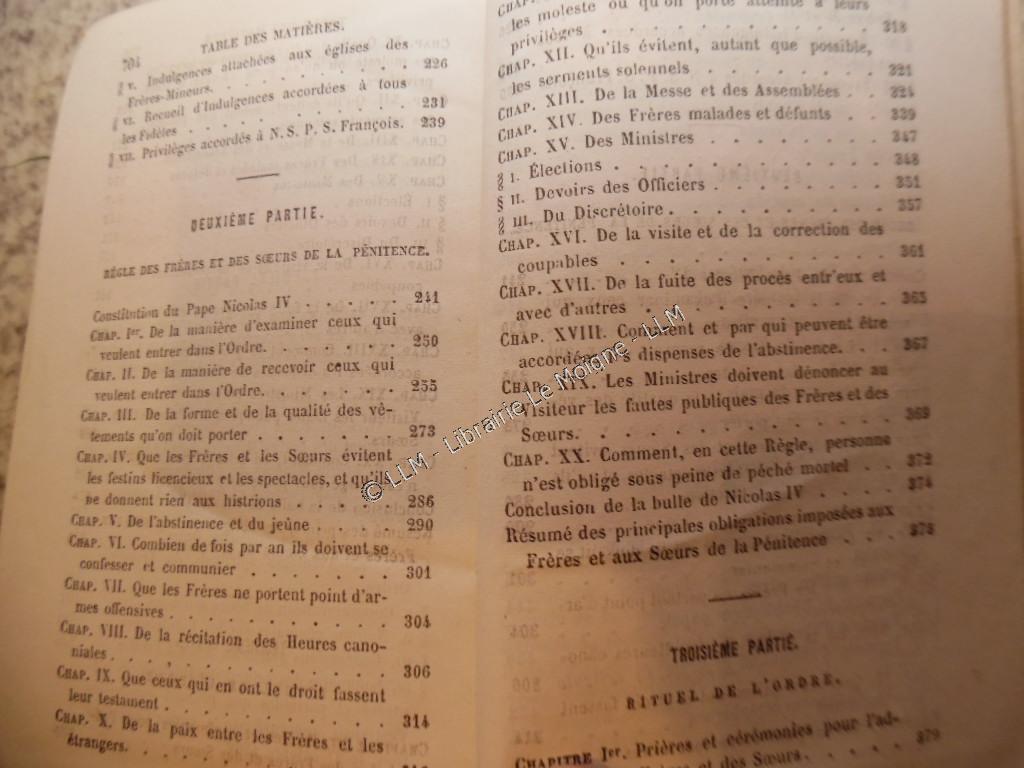 704
TABLE DES MATIÈRES.
§ V. Indulgences attachées aux églises des
Frères-Mineurs. . . . . . . . . 226
§ VI. Recueil d'Indulgences accordées à tous
les Fidèles . . . . . . . . . 231
§ VII. Privilèges accordés à N. S. P. S. François. 239
DEUXIÈME PARTIE.
RÈGLE DES FRÈRES ET DES SŒURS DE LA PÉNITENCE.
Constitution du Pape Nicolas IV . . . . . 241
CHAP. Ier. De la manière d'examiner ceux qui
veulent entrer dans l'Ordre. . . . . . . 250
CHAP. II. De la manière de recevoir ceux qui
veulent entrer dans l'Ordre. . . . . . . 255
CHAP. III. De la forme et de la qualité des vê-
tements qu'on doit porter . . . . . . . 273
CHAP. IV. Que les Frères et les Sœurs évitent
les festins licencieux et les spectacles, et qu'ils
ne donnent rien aux histrions . . . . . . 286
CHAP. V. De l'abstinence et du jeûne . . . . 290
CHAP. VI. Combien de fois par an ils doivent se
confesser et communier . . . . . . . 301
CHAP. VII. Que les Frères ne portent point d'ar-
mes offensives . . . . . . . . . . 304
CHAP. VIII. De la récitation des Heures cano-
niales. . . . . . . . . . . . 306
CHAP. IX. Que ceux qui en ont le droit fassent
leur testament . . . . . . . . . . 314
CHAP. X. De la paix entre les Frères et les
étrangers. . . . . . . . . . .
les moleste ou qu'on porte atteinte à leurs
privilèges . . . . . . . . . . 318
CHAP. XII. Qu'ils évitent, autant que possible,
les serments solennels . . . . . . . 321
CHAP. XIII. De la Messe et des Assemblées . . 324
CHAP. XIV. Des Frères malades et défunts . . 339
CHAP. XV. Des Ministres . . . . . . . 347
§ I. Élections . . . . . . . . . . 348
§ II. Devoirs des Officiers . . . . . . . 351
§ III. Du Discrétoire . . . . . . . . . 357
CHAP. XVI. De la visite et de la correction des
coupables . . . . . . . . . . 361
CHAP. XVII. De la fuite des procès entr'eux et
avec d'autres . . . . . . . . . 365
CHAP. XVIII. Comment et par qui peuvent être
accordées dispenses de l'abstinence. . . 367
CHAP. XIX. Les Ministres doivent dénoncer au
Visiteur les fautes publiques des Frères et des
Sœurs. . . . . . . . . . . . 369
CHAP. XX. Comment, en cette Règle, personne
n'est obligé sous peine de péché mortel . . 372
Conclusion de la bulle de Nicolas IV . . . . 374
Résumé des principales obligations imposées aux
Frères et aux Sœurs de la Pénitence . . . 378
TROISIÈME PARTIE.
RITUEL DE L'ORDRE.
CHAPITRE Ier. Prières et cérémonies pour l'ad-
et des Sœurs. . . . . 379
© LLM - Librairie Le Moigne - LLM